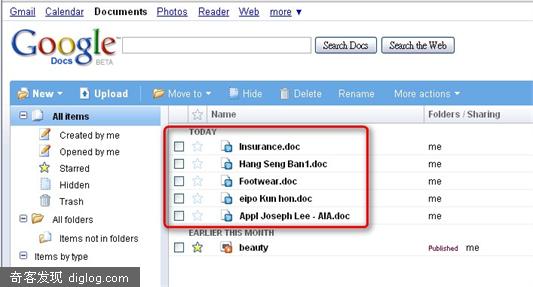 Gmail Calendar Documents Photos Reader Web more ▼
Google Docs BETA
Search Docs Search the Web
New Upload Move to Hide Delete Rename More actions
All items
Created by me
Opened by me
Starred
Hidden
Trash
All folders
Items not in folders
Items by type
Name Folders / Sharing
TODAY
Insurance.doc me
Hang Seng Ban1.doc me
Footwear.doc me
eipo Kun hon.doc me
Appl Joseph Lee - AIA.doc me
EARLIER THIS MONTH
beauty Published me
奇客发现 diglog.com